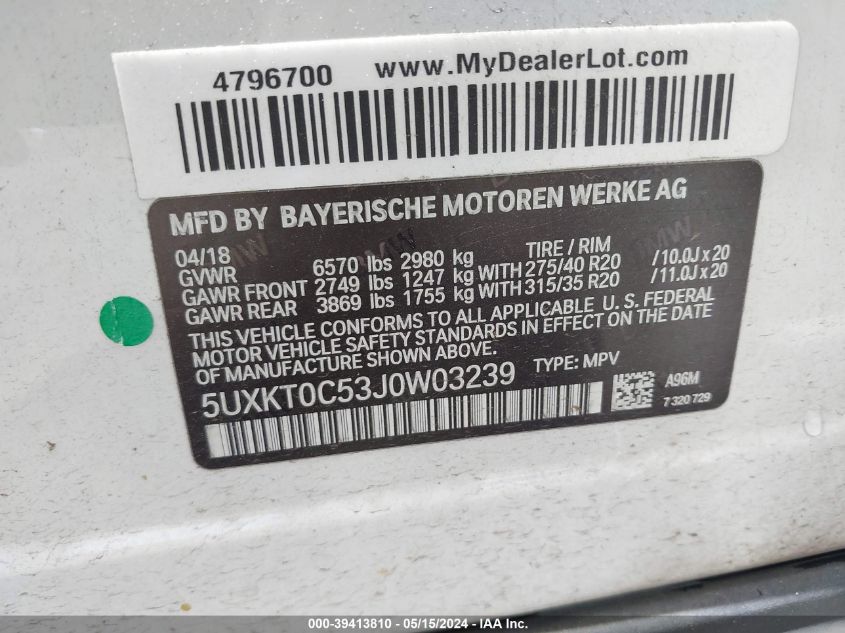 4796700 www.MyDealerLot.com
MFD BY BAYERISCHE MOTOREN WERKE AG
04/18 TIRE / RIM
GVWR 6570 lbs 2980 kg
GAWR FRONT 2749 lbs 1247 kg WITH 275/40 R20 /10.0J x 20
GAWR REAR 3869 lbs 1755 kg WITH 315/35 R20 /11.0J x 20
THIS VEHICLE CONFORMS TO ALL APPLICABLE U. S. FEDERAL
MOTOR VEHICLE SAFETY STANDARDS IN EFFECT ON THE DATE
OF MANUFACTURE SHOWN ABOVE.
5UXKT0C53J0W03239 TYPE: MPV
A96M
7 320 729
000-39413810 - 05/15/2024 - IAA Inc.